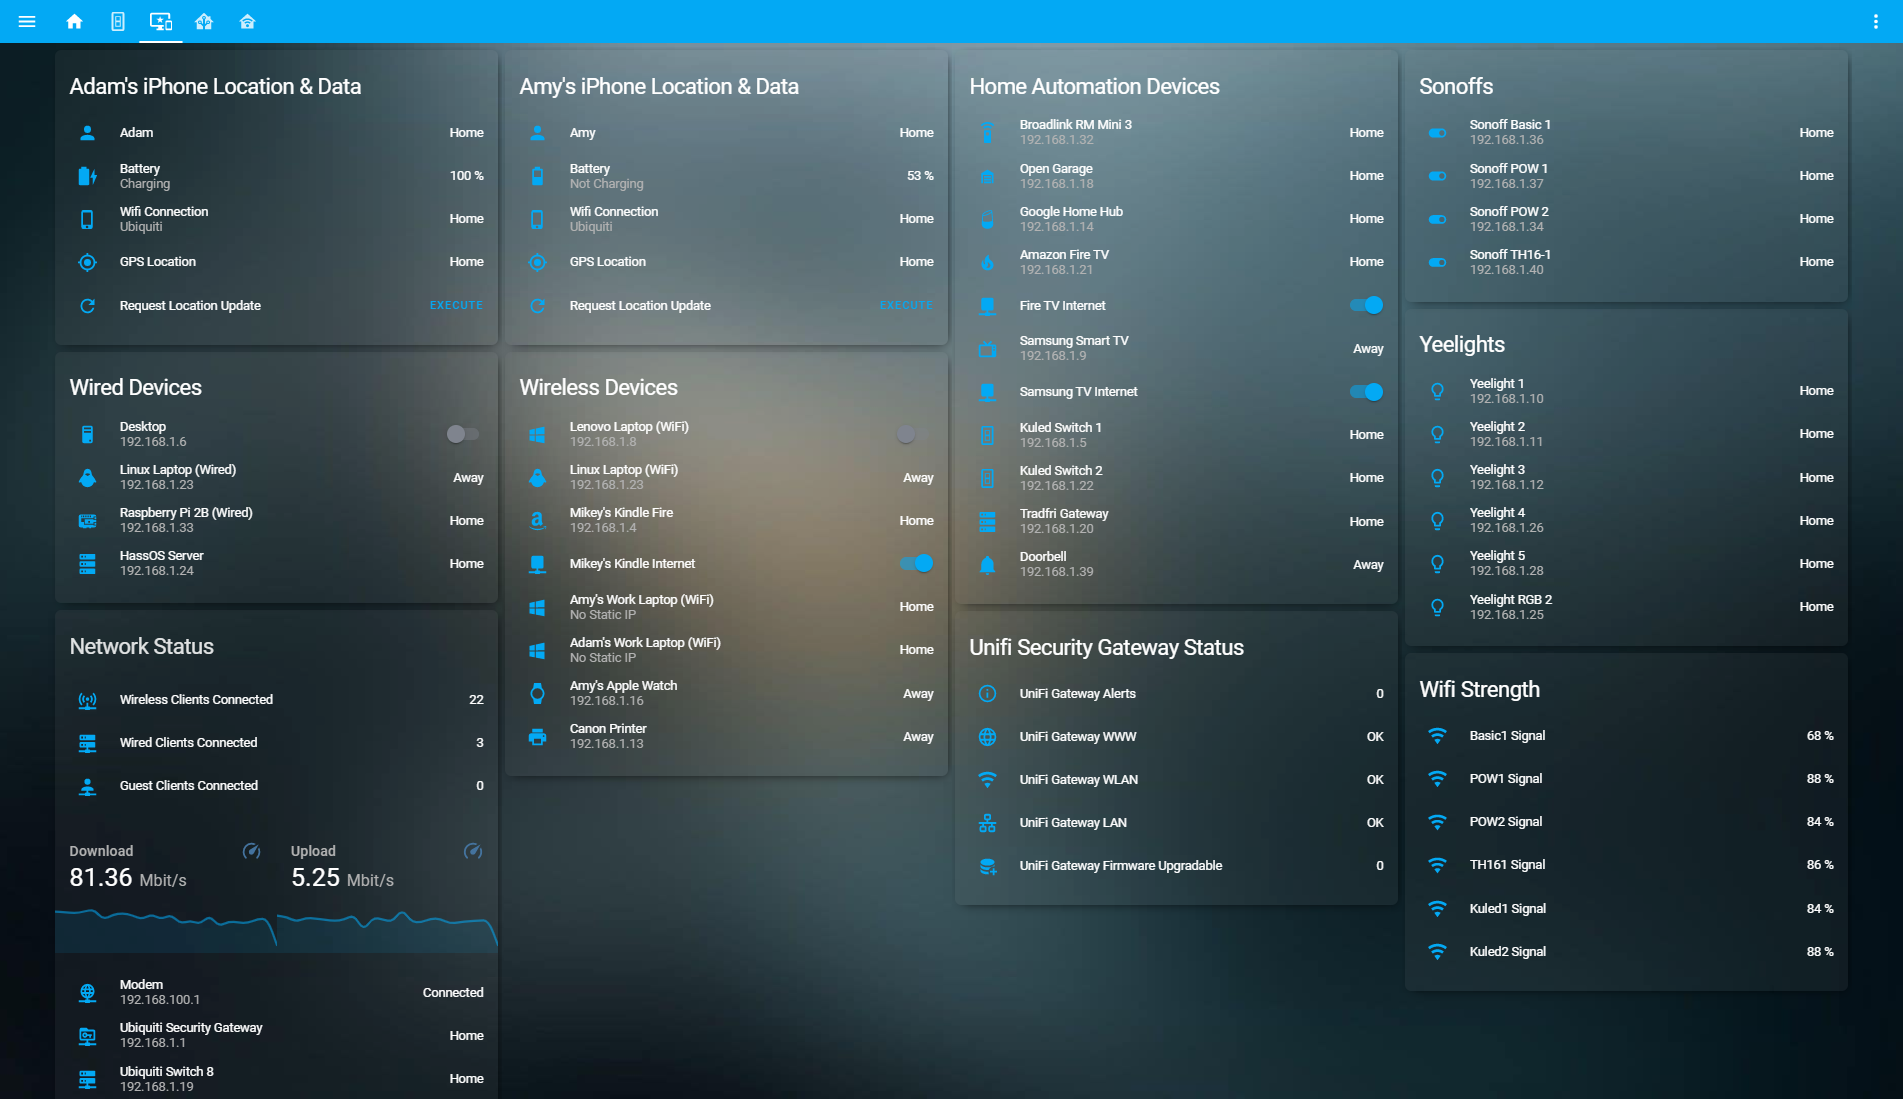 Adam's iPhone Location & Data
Adam
Home
Battery
Charging
100 %
Wifi Connection
Ubiquiti
Home
GPS Location
Home
Request Location Update
EXECUTE
Wired Devices
Desktop
192.168.1.6
Linux Laptop (Wired)
192.168.1.23
Away
Raspberry Pi 2B (Wired)
192.168.1.33
Home
HassOS Server
192.168.1.24
Home
Network Status
Wireless Clients Connected
22
Wired Clients Connected
3
Guest Clients Connected
0
Download
81.36 Mbit/s
Upload
5.25 Mbit/s
Modem
192.168.100.1
Connected
Ubiquiti Security Gateway
192.168.1.1
Home
Ubiquiti Switch 8
192.168.1.19
Home
Amy's iPhone Location & Data
Amy
Home
Battery
Not Charging
53 %
Wifi Connection
Ubiquiti
Home
GPS Location
Home
Request Location Update
EXECUTE
Wireless Devices
Lenovo Laptop (WiFi)
192.168.1.8
Linux Laptop (WiFi)
192.168.1.23
Away
Mikey's Kindle Fire
192.168.1.4
Home
Mikey's Kindle Internet
Amy's Work Laptop (WiFi)
No Static IP
Home
Adam's Work Laptop (WiFi)
No Static IP
Home
Amy's Apple Watch
192.168.1.16
Away
Canon Printer
192.168.1.13
Away
Home Automation Devices
Broadlink RM Mini 3
192.168.1.32
Home
Open Garage
192.168.1.18
Home
Google Home Hub
192.168.1.14
Home
Amazon Fire TV
192.168.1.21
Home
Fire TV Internet
Samsung Smart TV
192.168.1.9
Away
Samsung TV Internet
Kuled Switch 1
192.168.1.5
Home
Kuled Switch 2
192.168.1.22
Home
Tradfri Gateway
192.168.1.20
Home
Doorbell
192.168.1.39
Away
Unifi Security Gateway Status
UniFi Gateway Alerts
0
UniFi Gateway WWW
OK
UniFi Gateway WLAN
OK
UniFi Gateway LAN
OK
UniFi Gateway Firmware Upgradable
0
Sonoffs
Sonoff Basic 1
192.168.1.36
Home
Sonoff POW 1
192.168.1.37
Home
Sonoff POW 2
192.168.1.34
Home
Sonoff TH16-1
192.168.1.40
Home
Yeelights
Yeelight 1
192.168.1.10
Home
Yeelight 2
192.168.1.11
Home
Yeelight 3
192.168.1.12
Home
Yeelight 4
192.168.1.26
Home
Yeelight 5
192.168.1.28
Home
Yeelight RGB 2
192.168.1.25
Home
Wifi Strength
Basic1 Signal
68 %
POW1 Signal
88 %
POW2 Signal
84 %
TH161 Signal
86 %
Kuled1 Signal
84 %
Kuled2 Signal
88 %